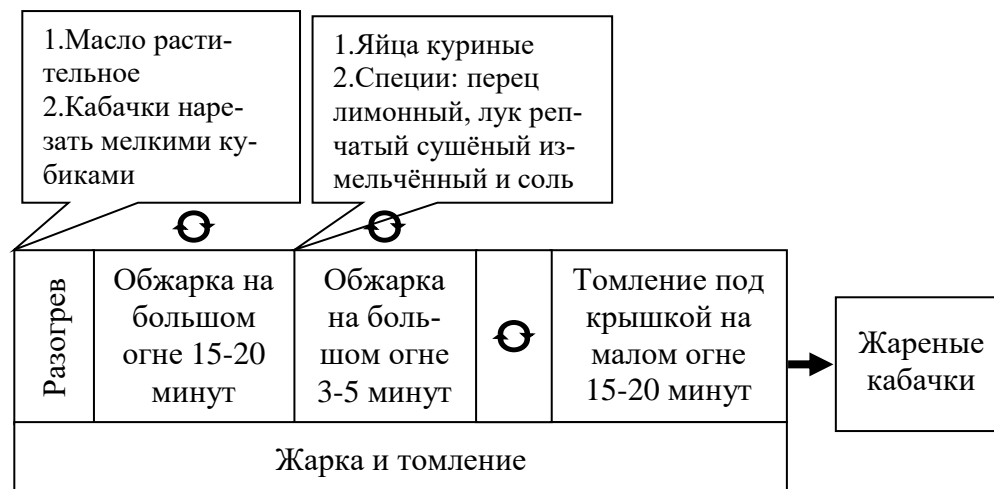 1.Масло расти-
тельное
2.Кабачки наре-
зать мелкими ку-
биками
1.Яйца куриные
2.Специи: перец
лимонный, лук реп-
чатый сушёный из-
мельчённый и соль
Разогрев
Обжарка на
большом
огне 15-20
минут
Обжарка
на боль-
шом огне
3-5 минут
Томление под
крышкой на
малом огне
15-20 минут
Жареные
кабачки
Жарка и томление